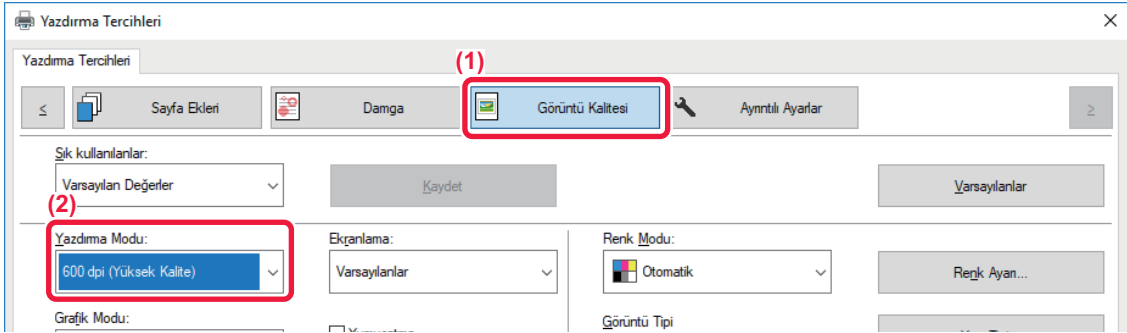 Yazdırma Tercihleri
Yazdırma Tercihleri
(1)
< Sayfa Ekleri Damga Görüntü Kalitesi Ayrıntılı Ayarlar >
Sık kullanılanlar:
Varsayılan Değerler Kaydet Varsayılanlar
(2)
Yazdırma Modu: Ekranlama: Renk Modu:
600 dpi (Yüksek Kalite) Varsayılanlar Otomatik Renk Ayarı...
Grafik Modu: Görüntü Tipi